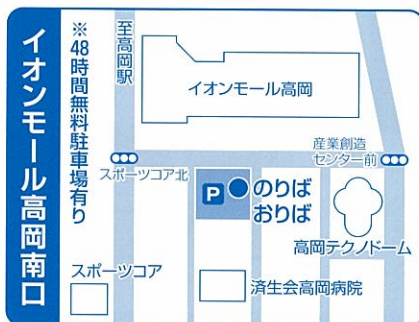 イオンモール高岡南口
※48時間無料駐車場有り
至高岡駅
イオンモール高岡
産業創造
センター前
スポーツコア北
P
のりば
おりば
高岡テクノドーム
スポーツコア
済生会高岡病院